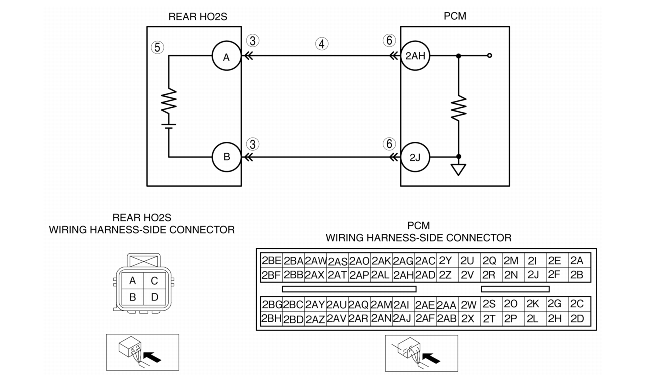 REAR HO2S
PCM
5
3
4
6
A
2AH
3
6
B
2J
REAR HO2S
WIRING HARNESS-SIDE CONNECTOR
PCM
WIRING HARNESS-SIDE CONNECTOR
A C
B D
2BE 2BA 2AW 2AS 2AO 2AK 2AG 2AC 2Y 2U 2Q 2M 2I 2E 2A
2BF 2BB 2AX 2AT 2AP 2AL 2AH 2AD 2Z 2V 2R 2N 2J 2F 2B
2BG 2BC 2AY 2AU 2AQ 2AM 2AI 2AE 2AA 2W 2S 2O 2K 2G 2C
2BH 2BD 2AZ 2AV 2AR 2AN 2AJ 2AF 2AB 2X 2T 2P 2L 2H 2D